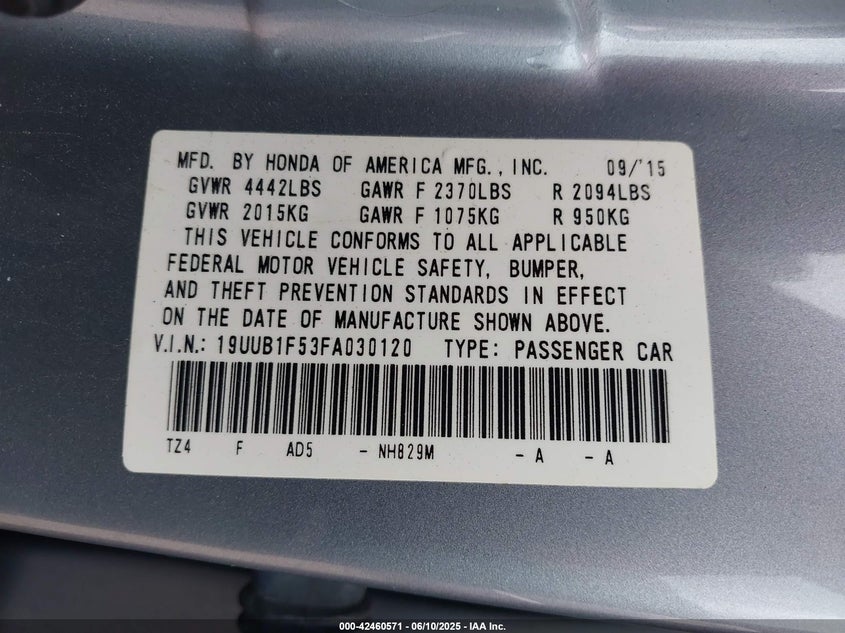 MFD. BY HONDA OF AMERICA MFG., INC. 09/'15
GVWR 4442LBS GAWR F 2370LBS R 2094LBS
GVWR 2015KG GAWR F 1075KG R 950KG
THIS VEHICLE CONFORMS TO ALL APPLICABLE
FEDERAL MOTOR VEHICLE SAFETY, BUMPER,
AND THEFT PREVENTION STANDARDS IN EFFECT
ON THE DATE OF MANUFACTURE SHOWN ABOVE.
V.I.N.: 19UUB1F53FA030120 TYPE: PASSENGER CAR
TZ4 F AD5 - NH829M - A - A
000-42460571 - 06/10/2025 - IAA Inc.